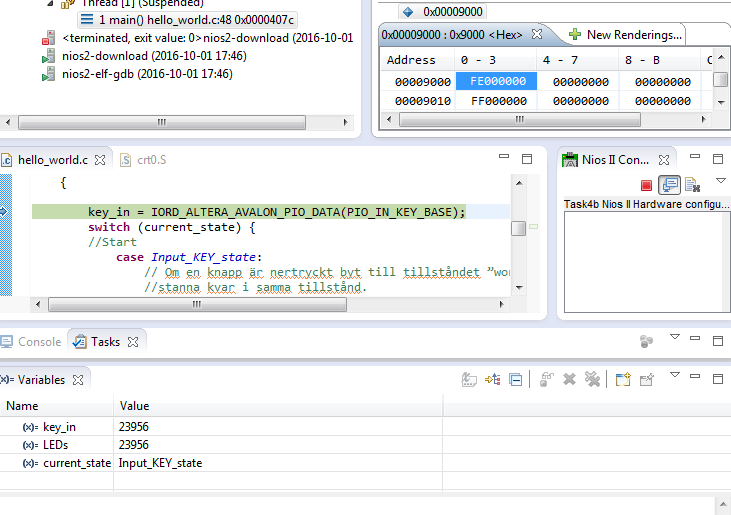 Thread [1] (Suspended)
1 main() hello_world.c:48 0x0000407c
<terminated, exit value: 0>nios2-download (2016-10-01
nios2-download (2016-10-01 17:46)
nios2-elf-gdb (2016-10-01 17:46)
0x00009000
0x00009000 : 0x9000 <Hex>
New Renderings...
Address 0 - 3 4 - 7 8 - B C
00009000 FE000000 00000000 00000000
00009010 FF000000 00000000 00000000
hello_world.c
crt0.S
{
key_in = IORD_ALTERA_AVALON_PIO_DATA(PIO_IN_KEY_BASE);
switch (current_state) {
//Start
case Input_KEY_state:
// Om en knapp är nertryckt byt till tillståndet ”wor
//stanna kvar i samma tillstånd.
Nios II Con...
Task4b Nios II Hardware configu...
Console
Tasks
(x)= Variables
Name Value
(x)= key_in 23956
(x)= LEDs 23956
(x)= current_state Input_KEY_state